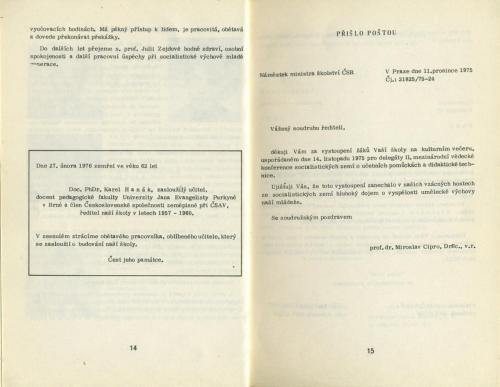 vyučovacích hodinách. Má pěkný přístup k lidem, je pracovitá, obětavá
a dovede překonávat překážky.
Do dalších let přejeme s. prof. Julii Zejdové hodně zdraví, osobní
spokojenosti a další pracovní úspěchy při socialistické výchově mladé
generace.
Dne 27. února 1976 zemřel ve věku 62 let
Doc. PhDr. Karel Hanák, zasloužilý učitel,
docent pedagogické fakulty University Jana Evangelisty Purkyně
v Brně a člen Československé společnosti zeměpisné při ČSAV,
ředitel naší školy v letech 1957 - 1960.
V zesnulém ztrácíme obětavého pracovníka, oblíbeného učitele, který
se zasloužil o budování naší školy.
Čest jeho památce.
14
PŘIŠLO POŠTOU
Náměstek ministra školství ČSR
V Praze dne 11. prosince 1975
Čj.: 31825/75-24
Vážený soudruhu řediteli,
děkuji Vám za vystoupení žáků Vaší školy na kulturním večeru,
uspořádaném dne 14. listopadu 1975 pro delegáty II. mezinárodní vědecké
konference socialistických zemí o učebních pomůckách a didaktické tech-
nice.
Ujišťuji Vás, že toto vystoupení zanechalo v našich vzácných hostech
ze socialistických zemí hluboký dojem o vyspělosti umělecké výchovy
naší mládeže.
Se soudružským pozdravem
prof. dr. Miroslav Cipro, DrSc., v.r.
15